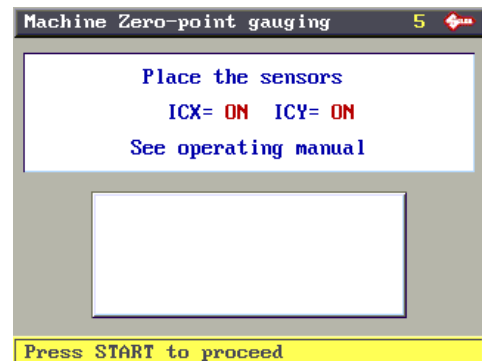 Machine Zero-point gauging 5
Place the sensors
ICX= ON ICY= ON
See operating manual
Press START to proceed